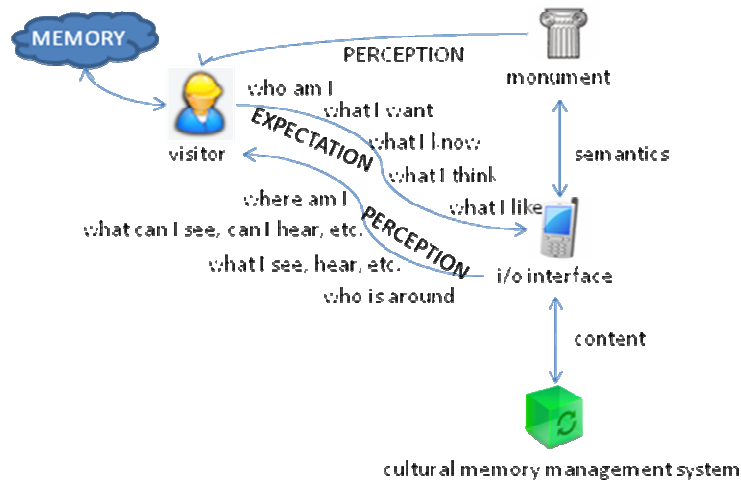 MEMORY
PERCEPTION
monument
who am I
what I want
EXPECTATION
what I know
visitor
semantics
what I think
where am I
what I like
PERCEPTION
what can I see, can I hear, etc.
what I see, hear, etc.
i/o interface
who is around
content
cultural memory management system